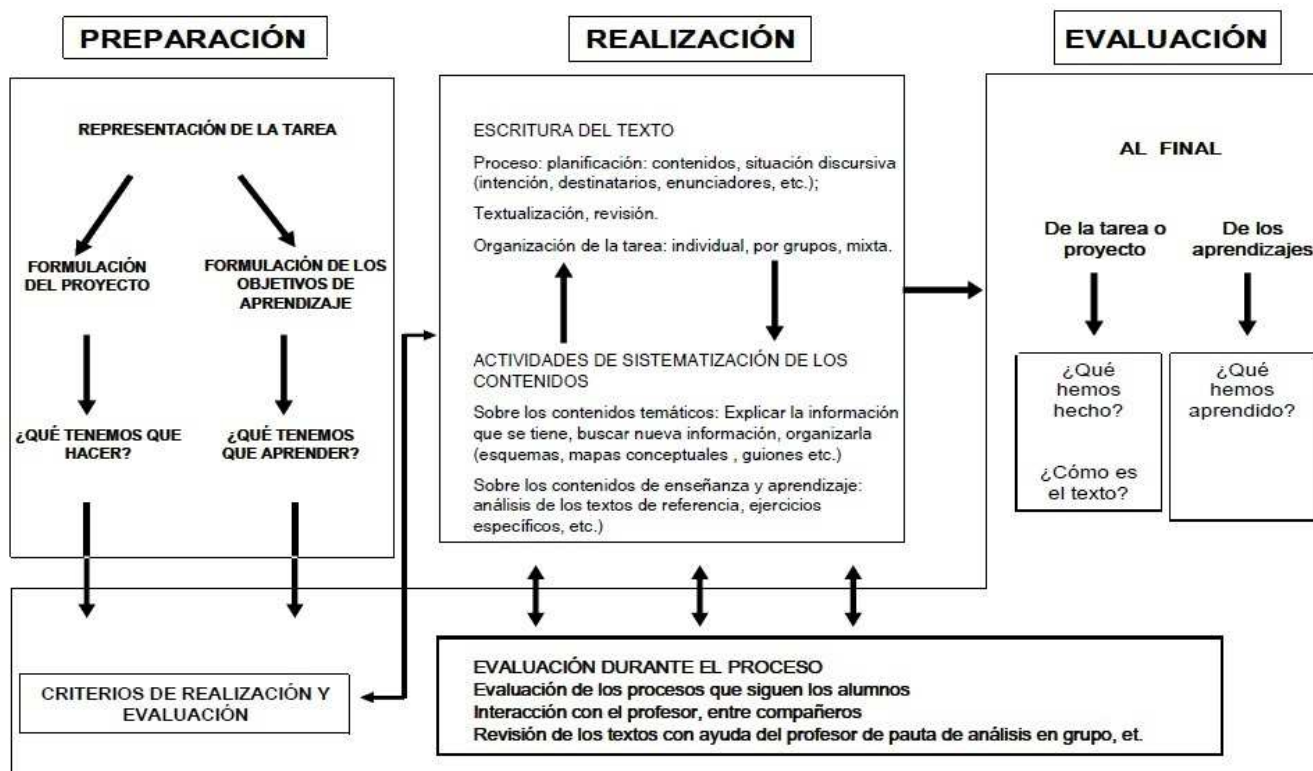 PREPARACIÓN
REPRESENTACIÓN DE LA TAREA
FORMULACIÓN
DEL PROYECTO
FORMULACIÓN DE LOS
OBJETIVOS DE
APRENDIZAJE
¿QUÉ TENEMOS QUE
HACER?
¿QUÉ TENEMOS
QUE APRENDER?
CRITERIOS DE REALIZACIÓN Y
EVALUACIÓN
REALIZACIÓN
ESCRITURA DEL TEXTO
Proceso: planificación: contenidos, situación discursiva
(intención, destinatarios, enunciadores, etc.);
Textualización, revisión.
Organización de la tarea: individual, por grupos, mixta.
ACTIVIDADES DE SISTEMATIZACIÓN DE LOS
CONTENIDOS
Sobre los contenidos temáticos: Explicar la información
que se tiene, buscar nueva información, organizarla
(esquemas, mapas conceptuales , guiones etc.)
Sobre los contenidos de enseñanza y aprendizaje:
análisis de los textos de referencia, ejercicios
específicos, etc.)
EVALUACIÓN DURANTE EL PROCESO
Evaluación de los procesos que siguen los alumnos
Interacción con el profesor, entre compañeros
Revisión de los textos con ayuda del profesor de pauta de análisis en grupo, et.
EVALUACIÓN
AL FINAL
De la tarea o
proyecto
De los
aprendizajes
¿Qué
hemos
hecho?
¿Cómo es
el texto?
¿Qué
hemos
aprendido?